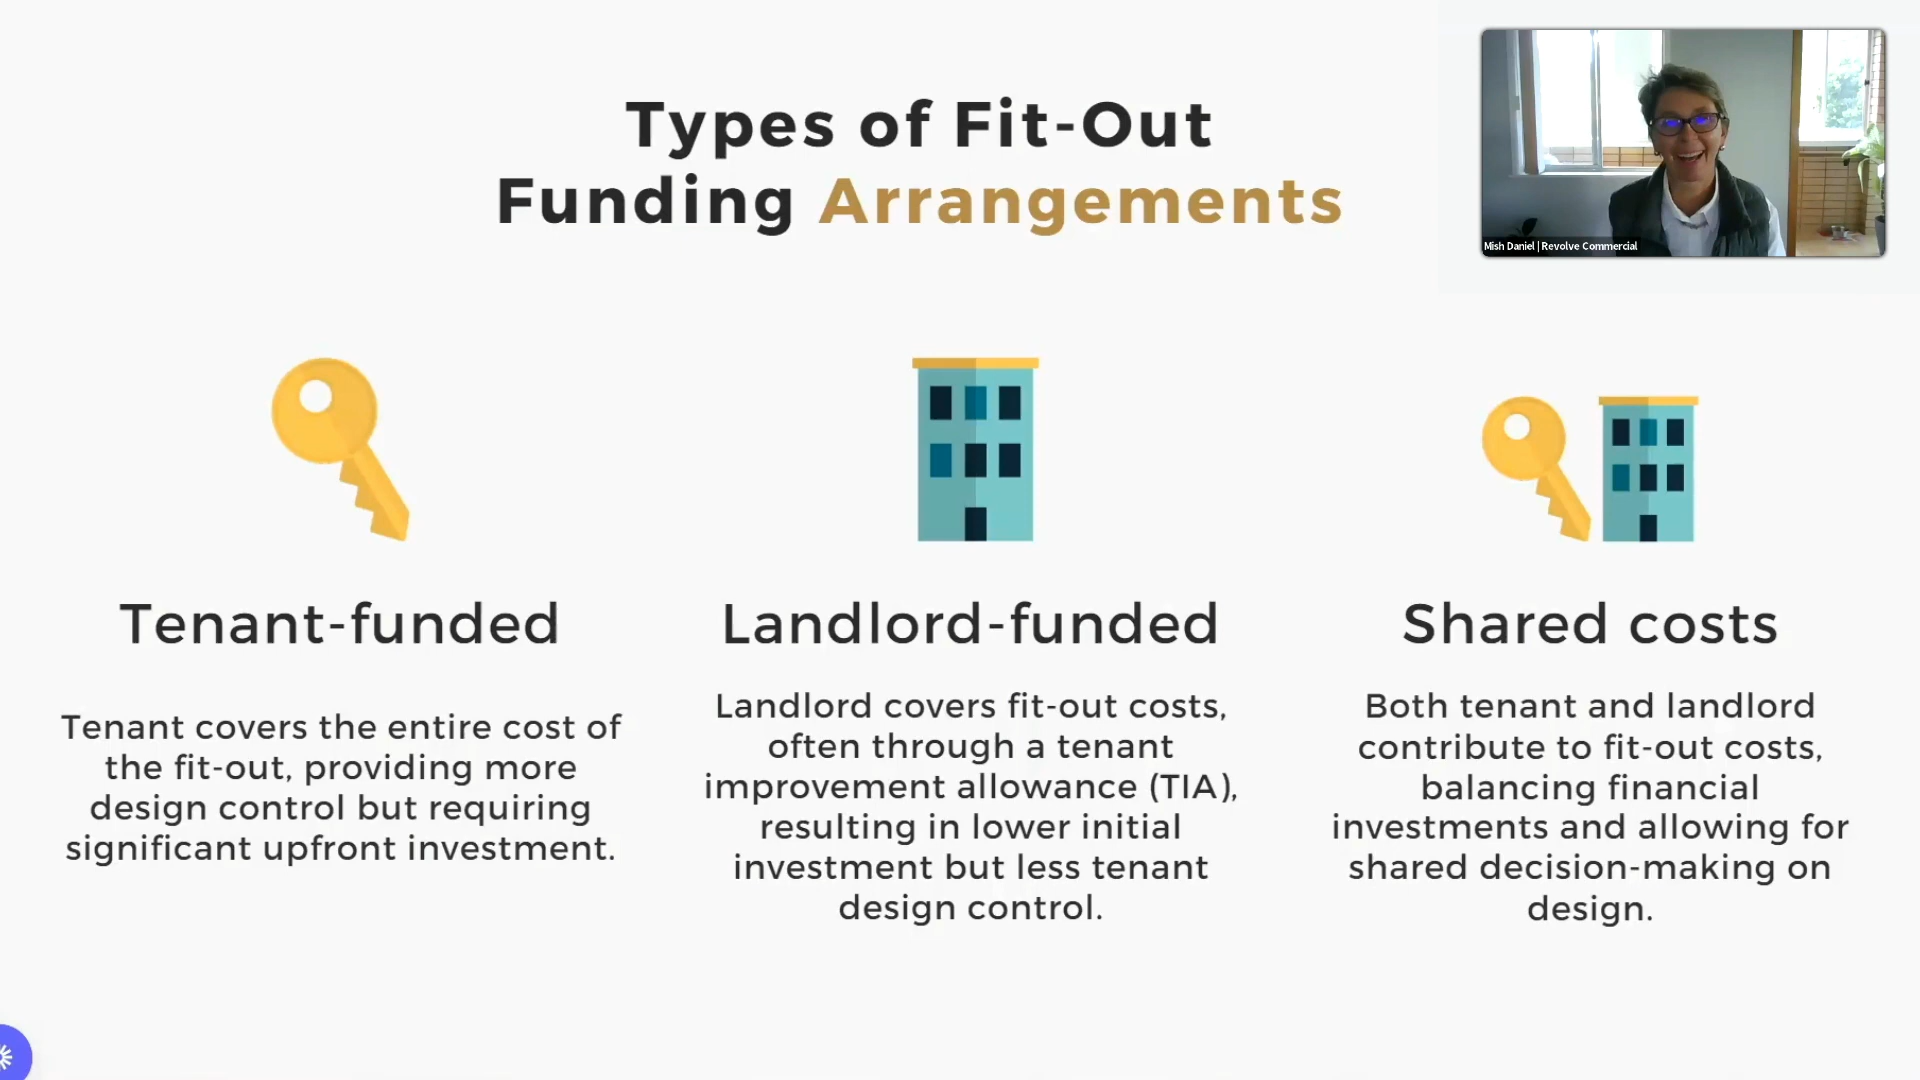 Types of Fit-Out
Funding Arrangements
Mish Daniel | Revolve Commercial
Tenant-funded
Tenant covers the entire cost of
the fit-out, providing more
design control but requiring
significant upfront investment.
Landlord-funded
Landlord covers fit-out costs,
often through a tenant
improvement allowance (TIA),
resulting in lower initial
investment but less tenant
design control.
Shared costs
Both tenant and landlord
contribute to fit-out costs,
balancing financial
investments and allowing for
shared decision-making on
design.